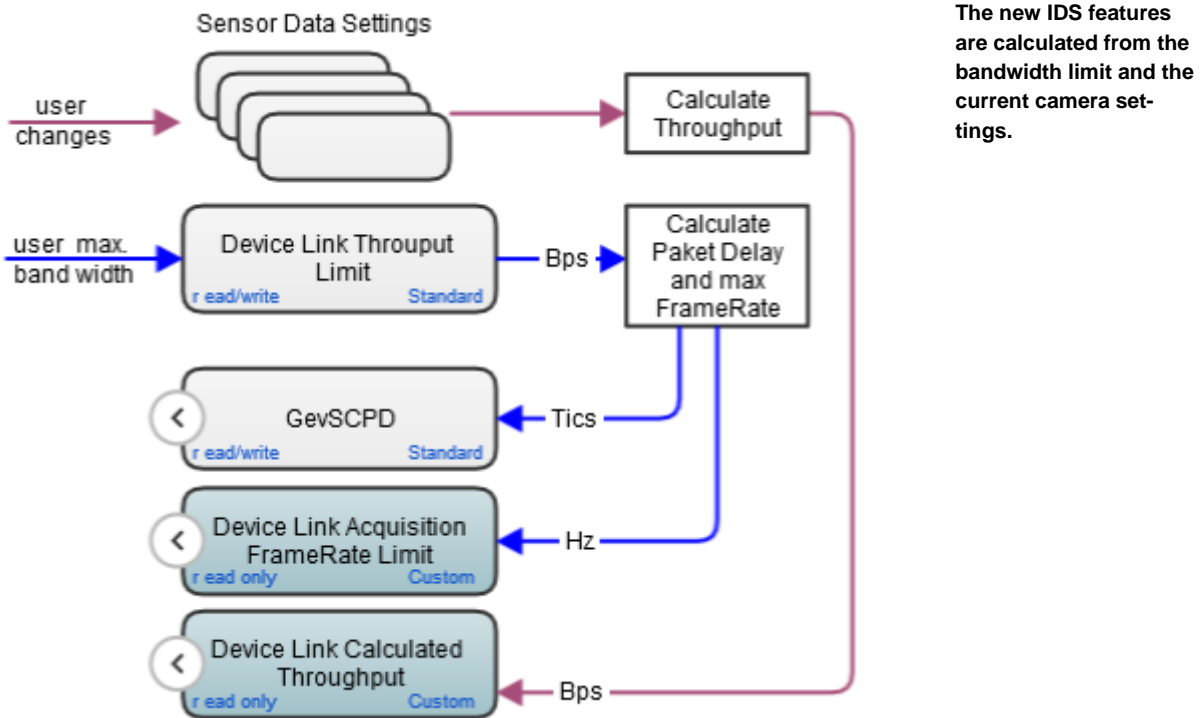 Sensor Data Settings
user
changes
Calculate
Throughput
user max.
band width
Device Link Throuput
Limit
r ead/write
Standard
Bps
Calculate
Paket Delay
and max
FrameRate
GevSCPD
r ead/write
Standard
Tics
Device Link Acquisition
FrameRate Limit
r ead only
Custom
Hz
Device Link Calculated
Throughput
r ead only
Custom
Bps
The new IDS features
are calculated from the
bandwidth limit and the
current camera set-
tings.